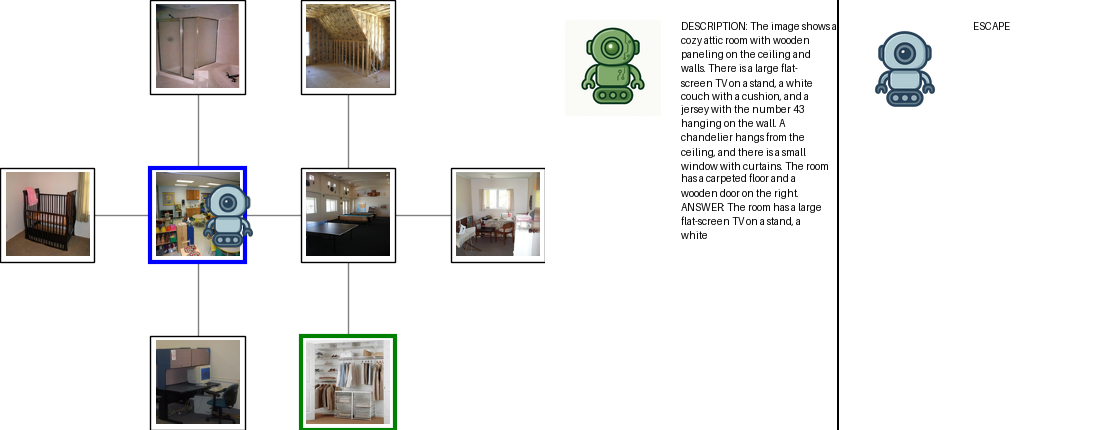 DESCRIPTION: The image shows a
cozy attic room with wooden
paneling on the ceiling and
walls. There is a large flat-
screen TV on a stand, a white
couch with a cushion, and a
jersey with the number 43
hanging on the wall. A
chandelier hangs from the
ceiling, and there is a small
window with curtains. The room
has a carpeted floor and a
wooden door on the right.
ANSWER: The room has a large
flat-screen TV on a stand, a
white
ESCAPE